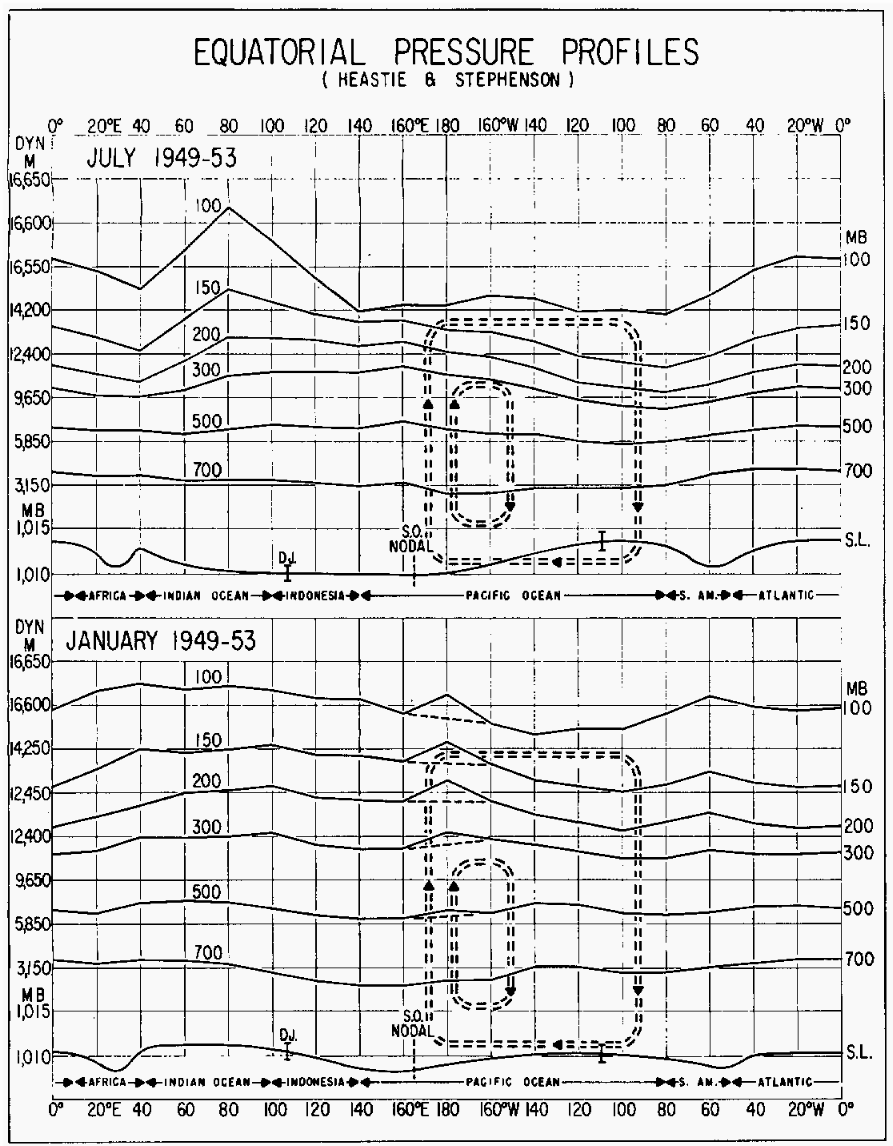 EQUATORIAL PRESSURE PROFILES
( HEASTIE & STEPHENSON )
0° 20°E 40 60 80 100 120 140 160°E 180 160°W 140 120 100 80 60 40 20°W 0°
DYN
M
JULY 1949-53
16,650
100
16,600
MB
16,550
100
150
14,200
150
200
12,400
300
200
9,650
300
500
500
5,850
700
700
3,150
MB
1,015
S.O.
NODAL
S.L.
DJ.
I
1,010
AFRICA INDIAN OCEAN INDONESIA PACIFIC OCEAN S. AM. ATLANTIC
DYN
M
JANUARY 1949-53
16,650
100
MB
16,600
100
150
14,250
200
150
12,450
300
200
12,400
300
9,650
500
500
5,850
700
700
3,150
MB
1,015
S.O.
NODAL
DJ.
I
S.L.
1,010
AFRICA INDIAN OCEAN INDONESIA PACIFIC OCEAN S. AM. ATLANTIC
0° 20°E 40 60 80 100 120 140 160°E 180 160°W 140 120 100 80 60 40 20°W 0°